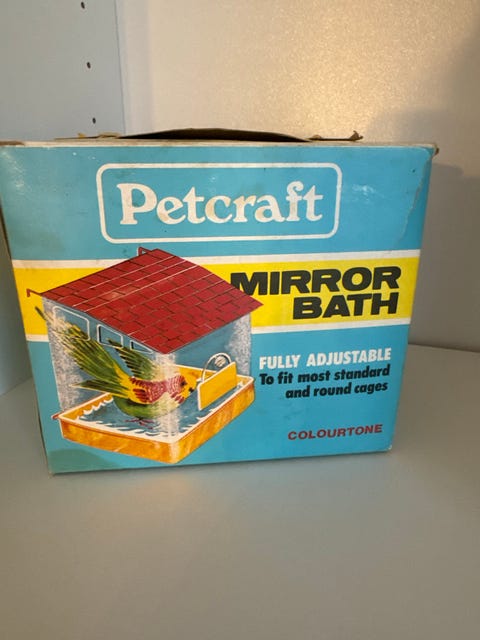 Petcraft
MIRROR
BATH
FULLY ADJUSTABLE
To fit most standard
and round cages
COLOURTONE